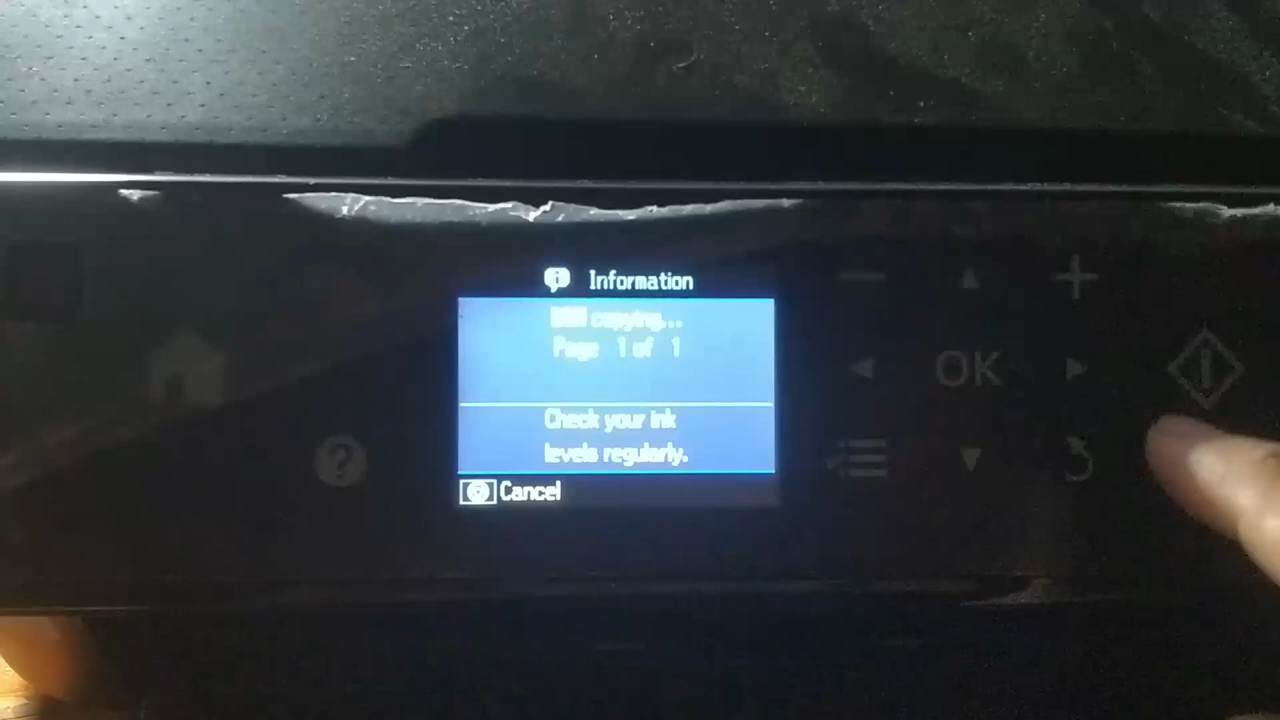 Information
copying...
Page 1 of 1
Check your ink
levels regularly.
Cancel
OK
?